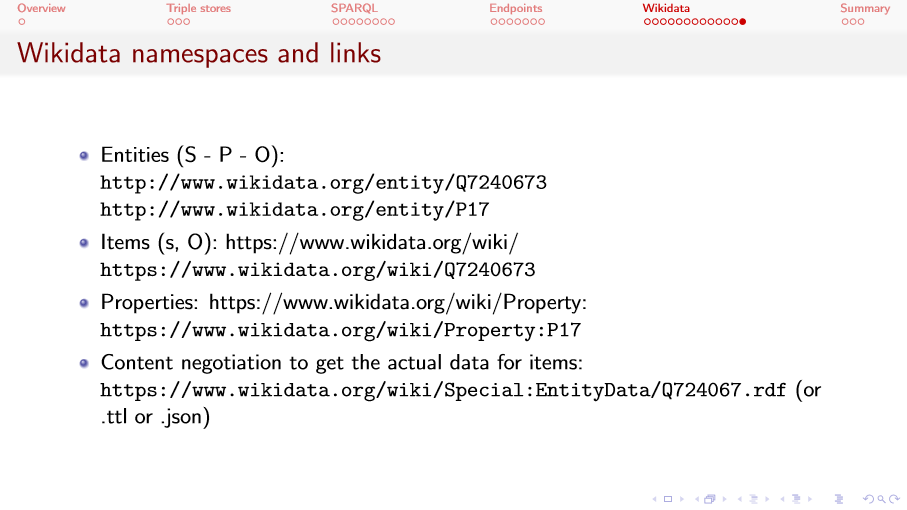 Overview Triple stores SPARQL Endpoints Wikidata Summary
Wikidata namespaces and links
Entities (S - P - O):
http://www.wikidata.org/entity/Q7240673
http://www.wikidata.org/entity/P17
Items (s, O): https://www.wikidata.org/wiki/
https://www.wikidata.org/wiki/Q7240673
Properties: https://www.wikidata.org/wiki/Property:
https://www.wikidata.org/wiki/Property:P17
Content negotiation to get the actual data for items:
https://www.wikidata.org/wiki/Special:EntityData/Q724067.rdf (or
.ttl or .json)